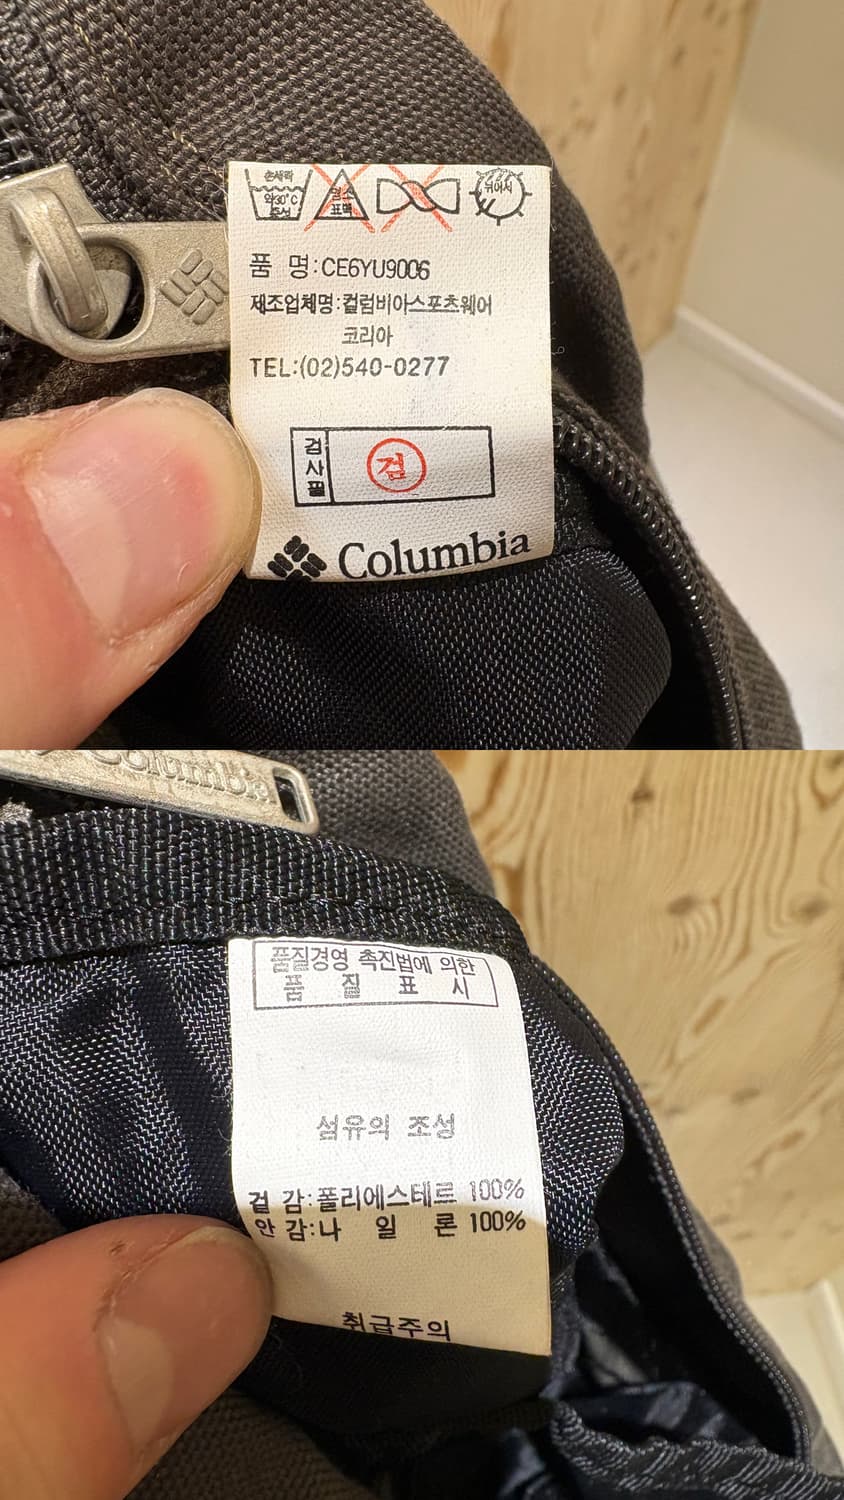 손세탁
약30°C
중성
염소
표백
뉘어서
품 명:CE6YU9006
제조업체명:컬럼비아스포츠웨어
코리아
TEL:(02)540-0277
검사필
검
Columbia
Columbia
품질경영 촉진법에 의한
품 질 표 시
섬유의 조성
겉 감:폴리에스테르 100%
안 감:나 일 론 100%
취급주의